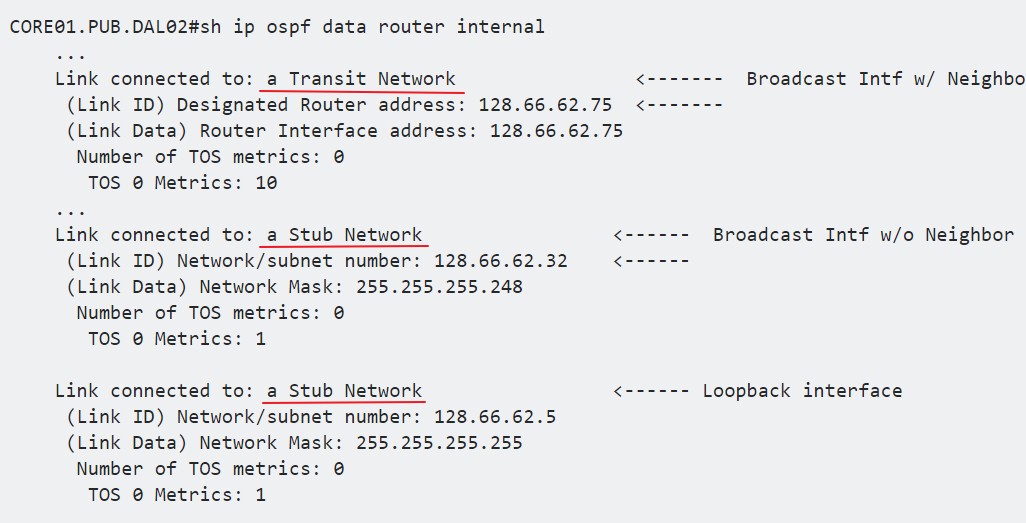 CORE01.PUB.DAL02#sh ip ospf data router internal
...
Link connected to: a Transit Network <------- Broadcast Intf w/ Neighbo
(Link ID) Designated Router address: 128.66.62.75 <-------
(Link Data) Router Interface address: 128.66.62.75
Number of TOS metrics: 0
TOS 0 Metrics: 10
...
Link connected to: a Stub Network <------ Broadcast Intf w/o Neighbor
(Link ID) Network/subnet number: 128.66.62.32 <------
(Link Data) Network Mask: 255.255.255.248
Number of TOS metrics: 0
TOS 0 Metrics: 1
Link connected to: a Stub Network <------ Loopback interface
(Link ID) Network/subnet number: 128.66.62.5
(Link Data) Network Mask: 255.255.255.255
Number of TOS metrics: 0
TOS 0 Metrics: 1